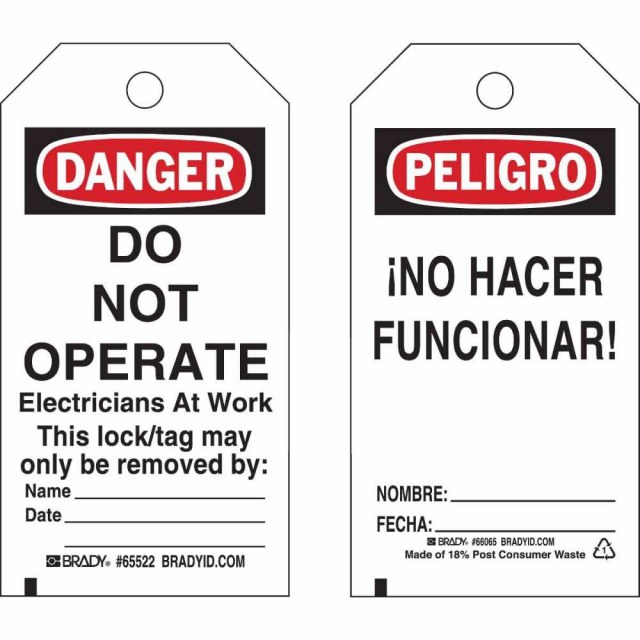 DANGER
DO
NOT
OPERATE
Electricians At Work
This lock/tag may
only be removed by:
Name
Date
BRADY® #65522 BRADYID.COM
PELIGRO
¡NO HACER
FUNCIONAR!
NOMBRE:
FECHA:
BRADY® #66065 BRADYID.COM
Made of 18% Post Consumer Waste
1